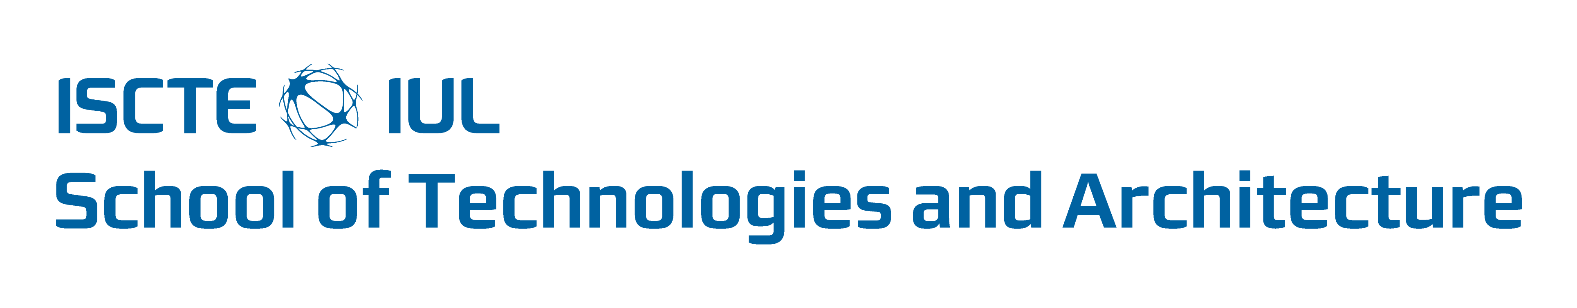 ISCTE IUL
School of Technologies and Architecture